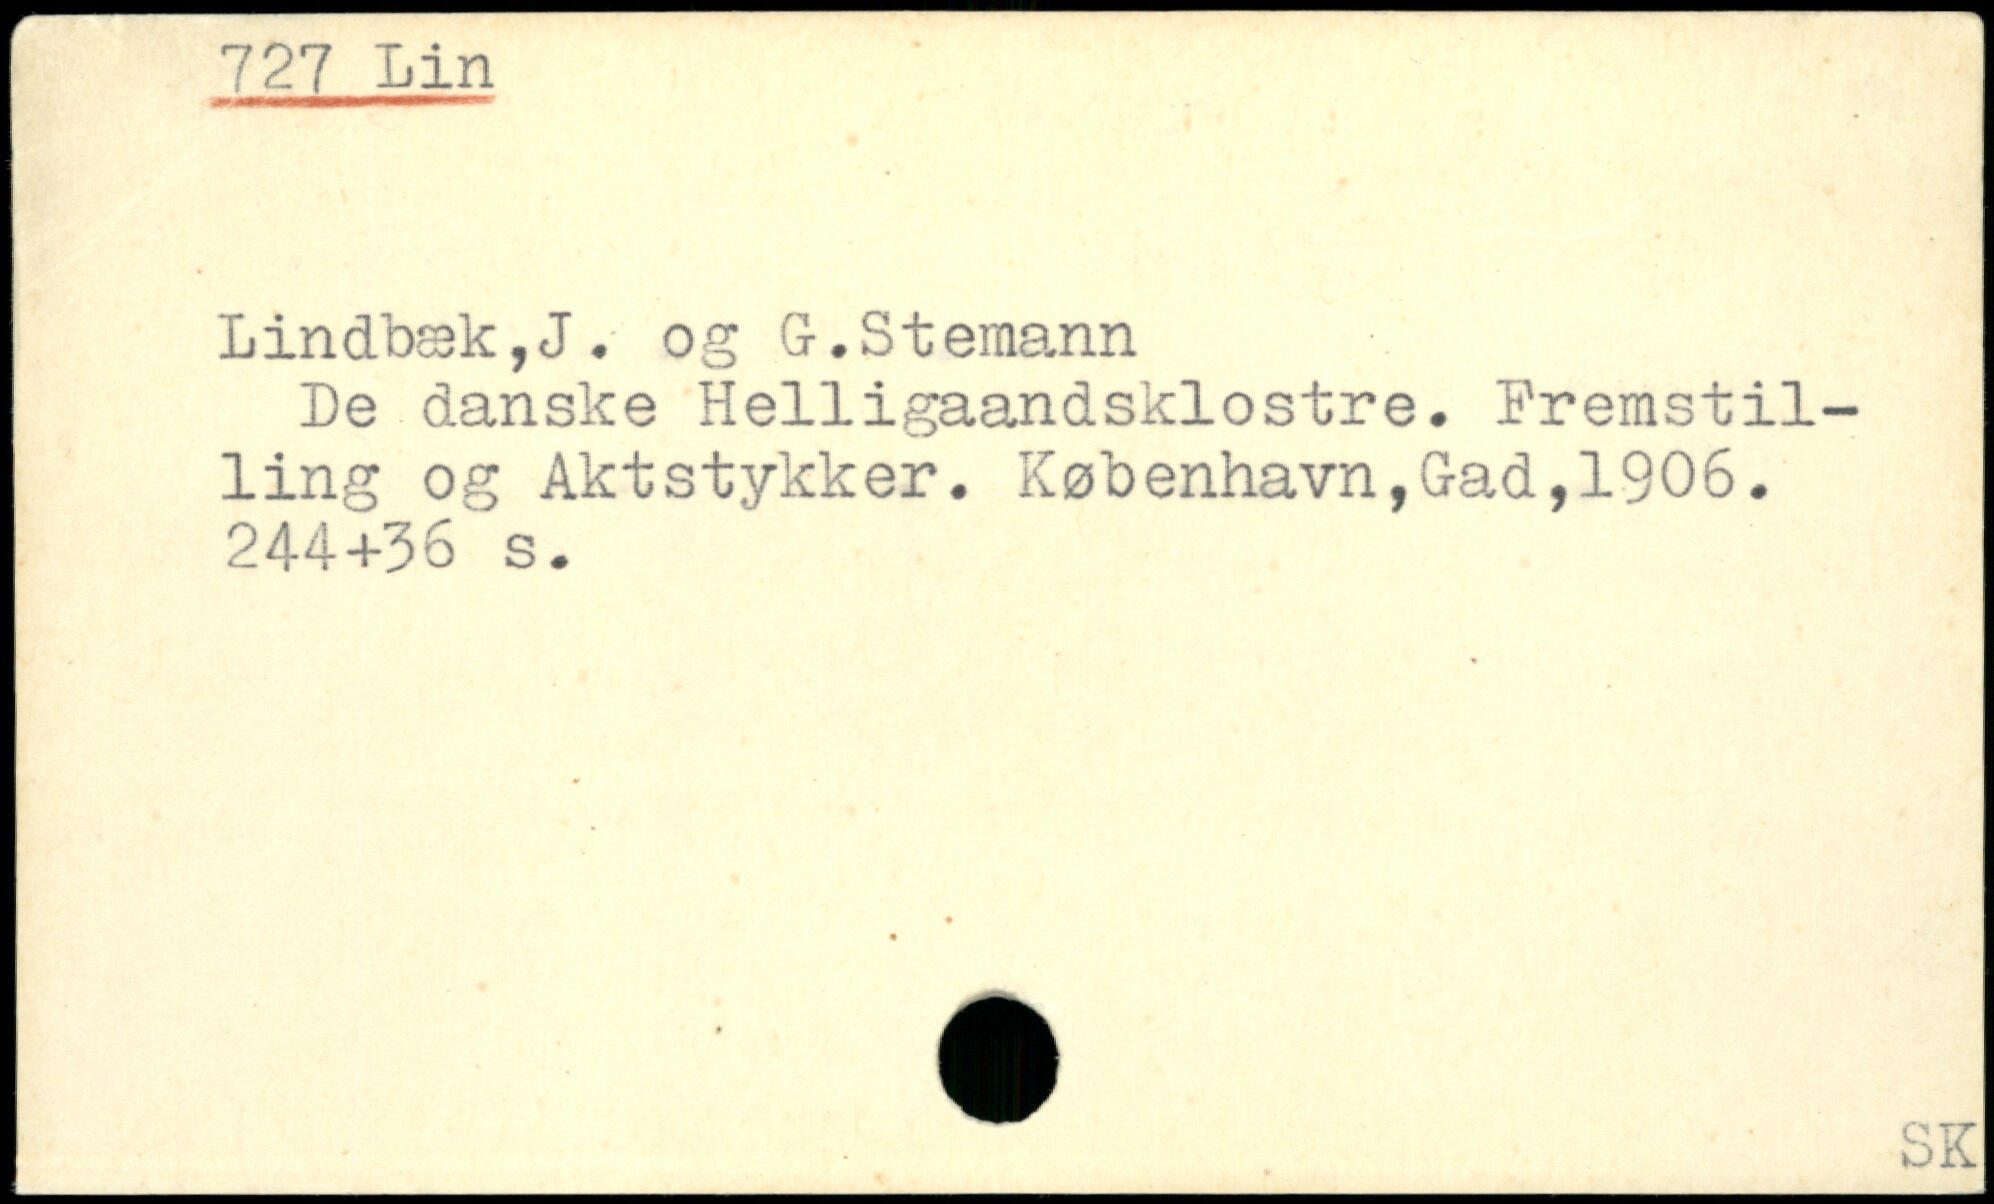 727 Lin
Lindbæk,J. og G.Stemann
De danske Helligaandsklostre. Fremstil-
ling og Aktstykker. København,Gad,1906.
244+36 s.
SK